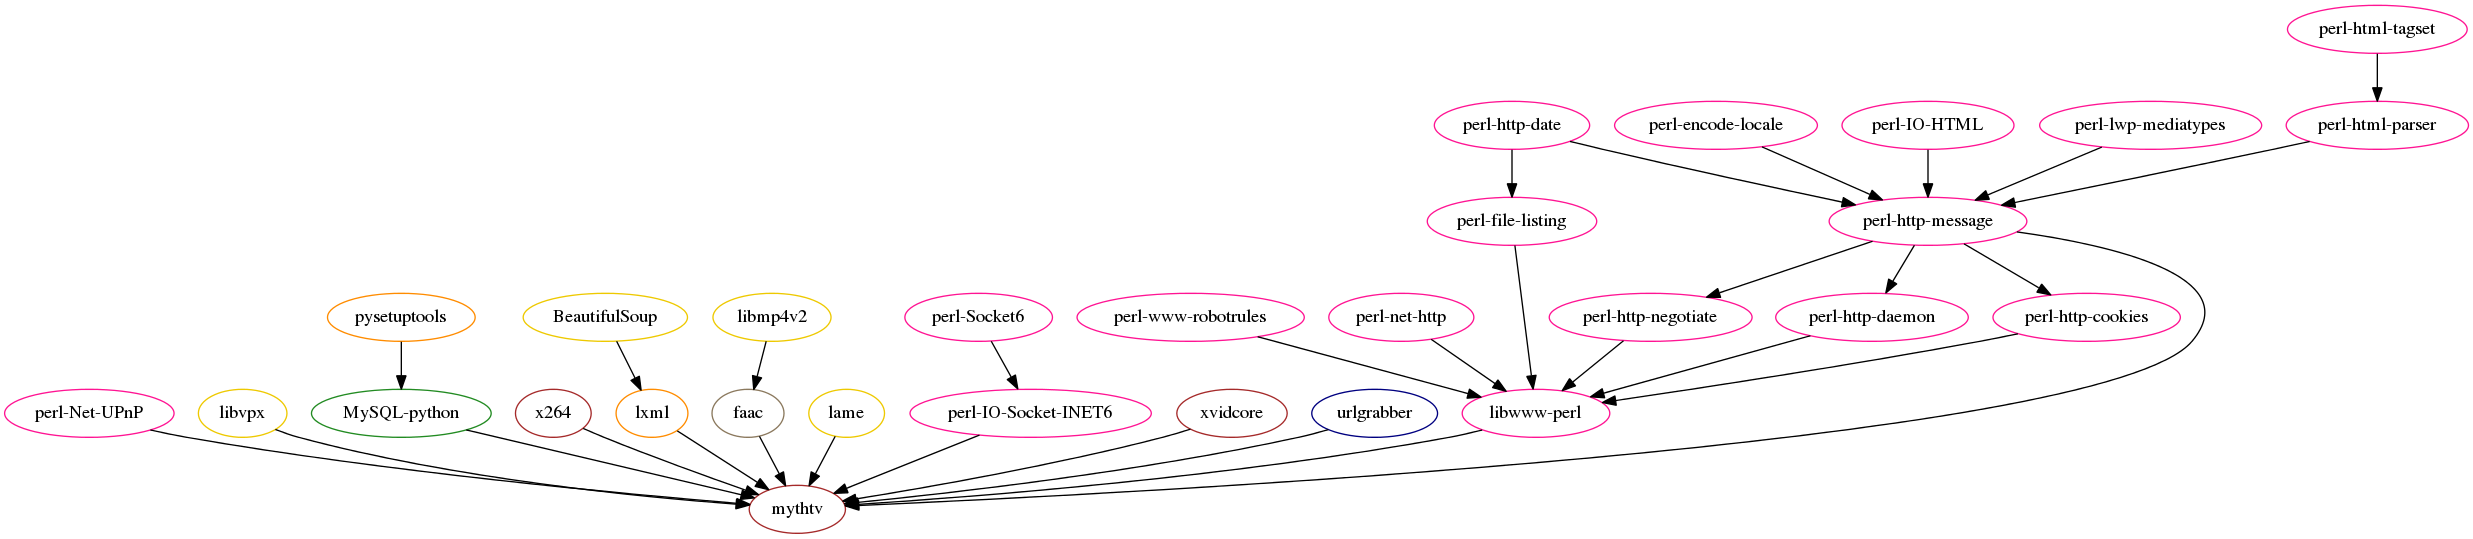 perl-html-tagset
perl-http-date
perl-encode-locale
perl-IO-HTML
perl-lwp-mediatypes
perl-html-parser
perl-file-listing
perl-http-message
pysetuptools
BeautifulSoup
libmp4v2
perl-Socket6
perl-www-robotrules
perl-net-http
perl-http-negotiate
perl-http-daemon
perl-http-cookies
perl-Net-UPnP
libvpx
MySQL-python
x264
lxml
faac
lame
perl-IO-Socket-INET6
xvidcore
urlgrabber
libwww-perl
mythtv